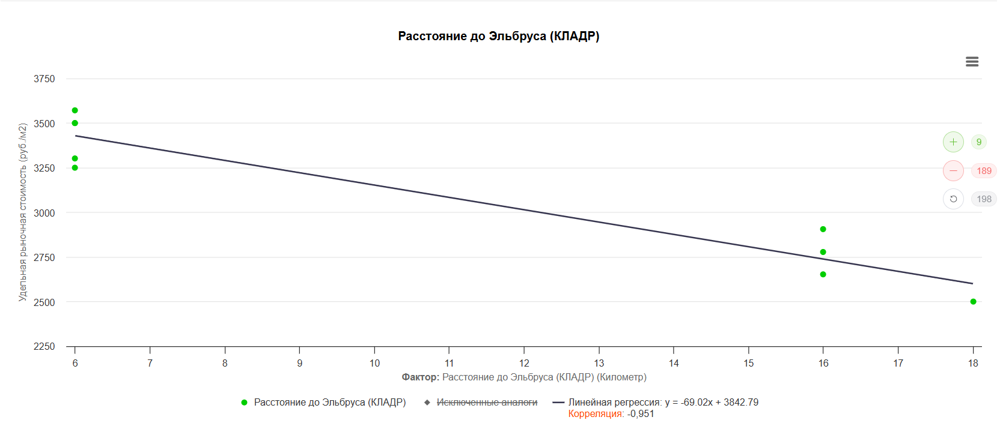 Расстояние до Эльбруса (КЛАДР)
3750
3500
3250
3000
2750
2500
2250
Удельная рыночная стоимость (руб./м2)
9
189
198
6 7 8 9 10 11 12 13 14 15 16 17 18
Фактор: Расстояние до Эльбруса (КЛАДР) (Километр)
Расстояние до Эльбруса (КЛАДР) Исключенные аналоги Линейная регрессия: y = -69.02x + 3842.79
Корреляция: -0,951